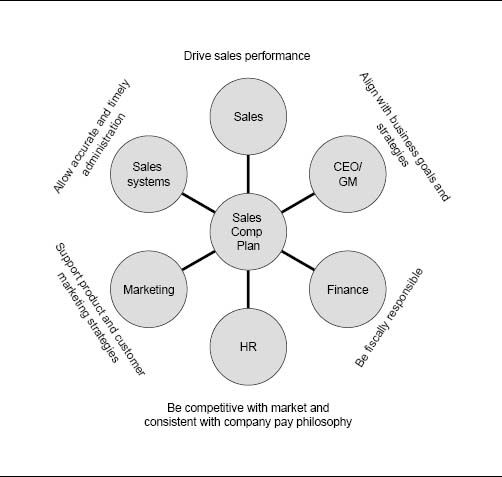 Drive sales performance
Sales
Allow accurate and timely
administration
Align with business goals and
strategies
Sales
systems
CEO/
GM
Sales
Comp
Plan
Support product and customer
marketing strategies
Marketing
Finance
Be fiscally responsible
HR
Be competitive with market and
consistent with company pay philosophy